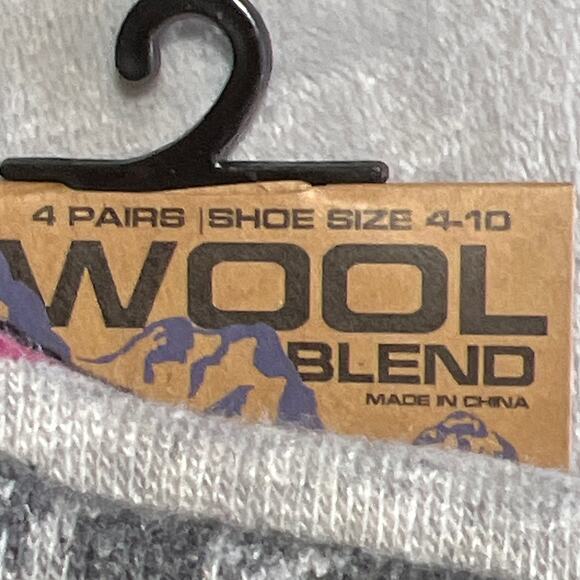 4 PAIRS | SHOE SIZE 4-10
WOOL
BLEND
MADE IN CHINA